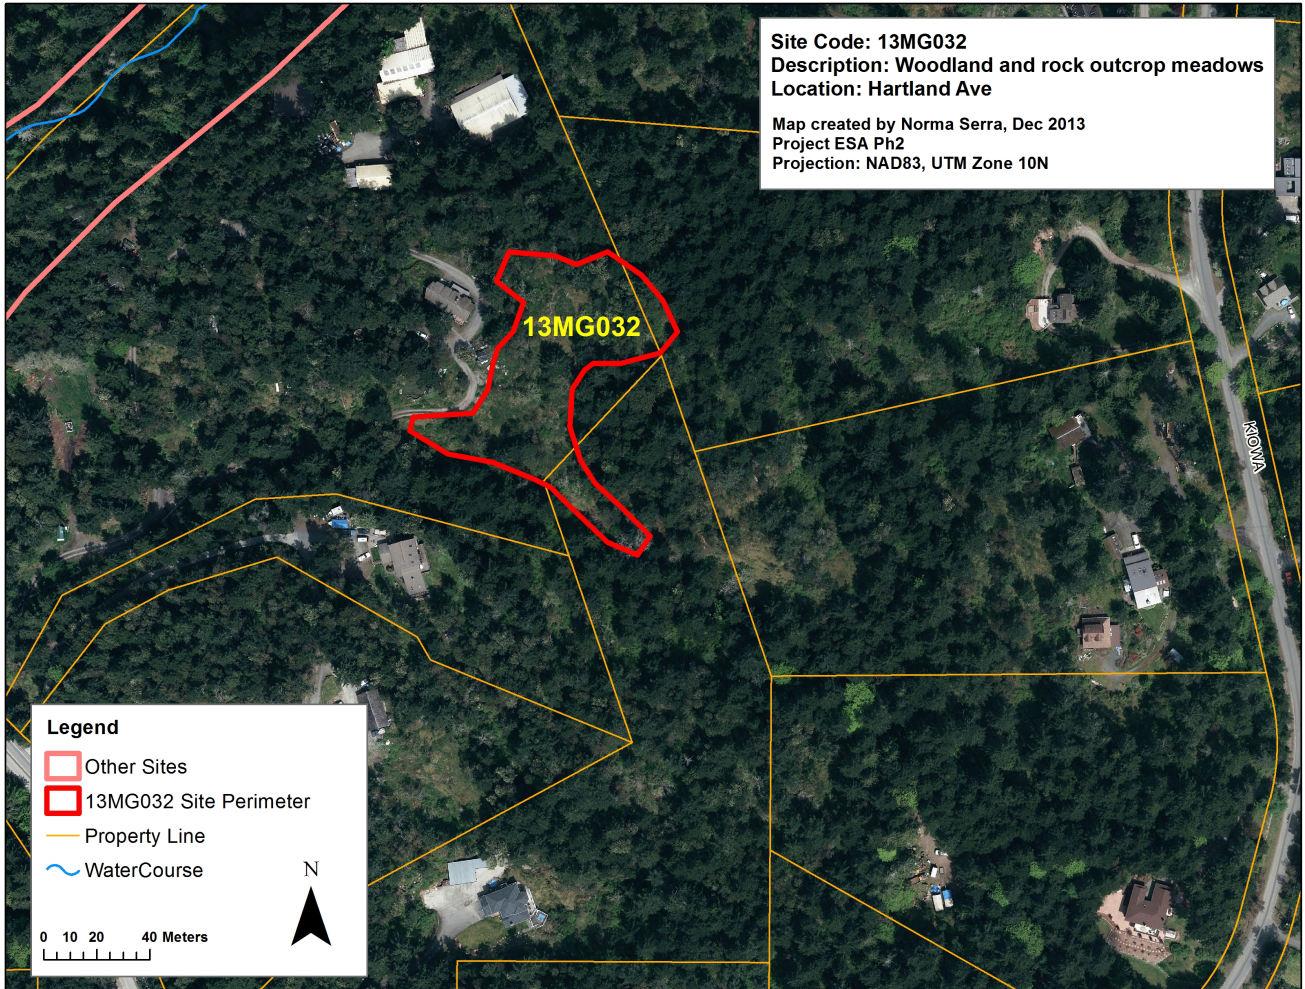 Site Code: 13MG032
Description: Woodland and rock outcrop meadows
Location: Hartland Ave
Map created by Norma Serra, Dec 2013
Project ESA Ph2
Projection: NAD83, UTM Zone 10N
13MG032
KIOWA
Legend
Other Sites
13MG032 Site Perimeter
Property Line
WaterCourse
N
0 10 20 40 Meters